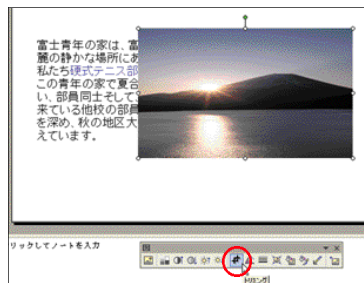 富士青年の家は、富
麓の静かな場所にあ
私たち硬式テニス部
この青年の家で夏合
い、部員同士そして
来ている他校の部員
を深め、秋の地区大
えています。
リックしてノートを入力
図
トリミング